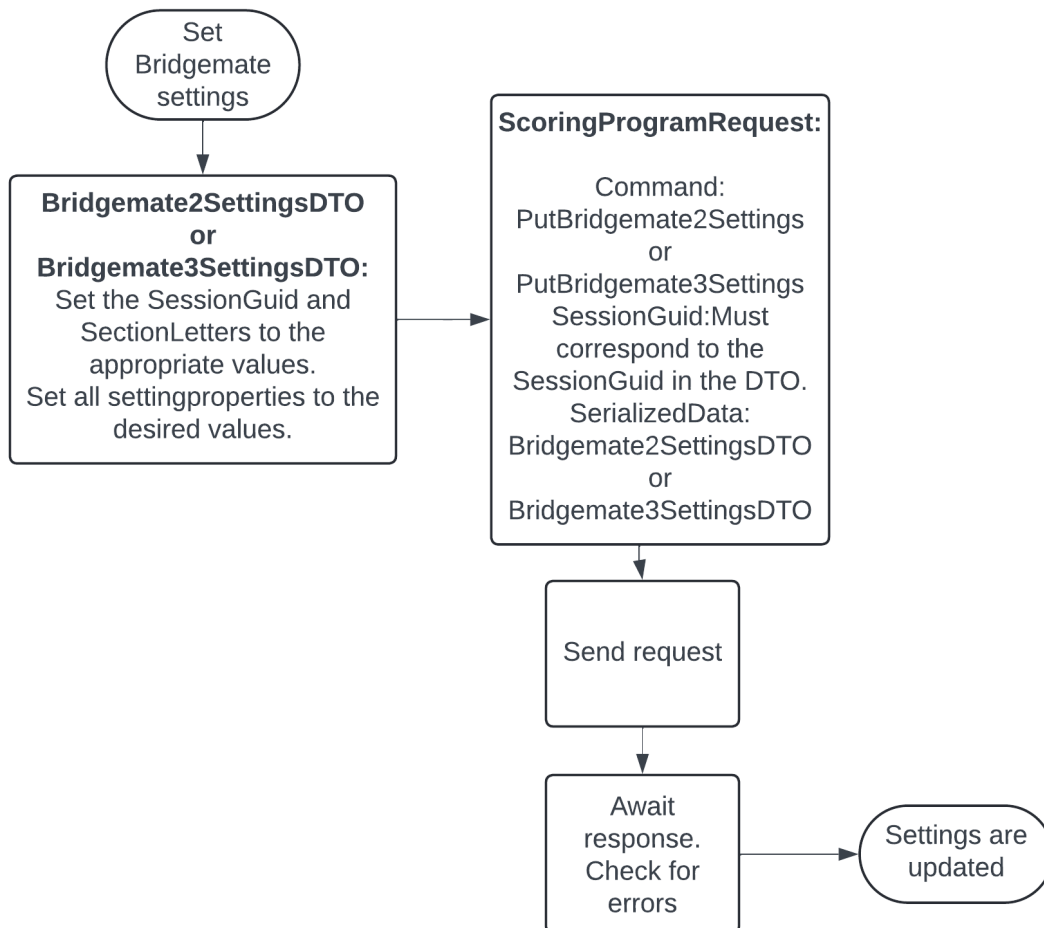 Set
Bridgemate
settings
Bridgemate2SettingsDTO
or
Bridgemate3SettingsDTO:
Set the SessionGuid and
SectionLetters to the
appropriate values.
Set all settingproperties to the
desired values.
ScoringProgramRequest:
Command:
PutBridgemate2Settings
or
PutBridgemate3Settings
SessionGuid:Must
correspond to the
SessionGuid in the DTO.
SerializedData:
Bridgemate2SettingsDTO
or
Bridgemate3SettingsDTO
Send request
Await
response.
Check for
errors
Settings are
updated